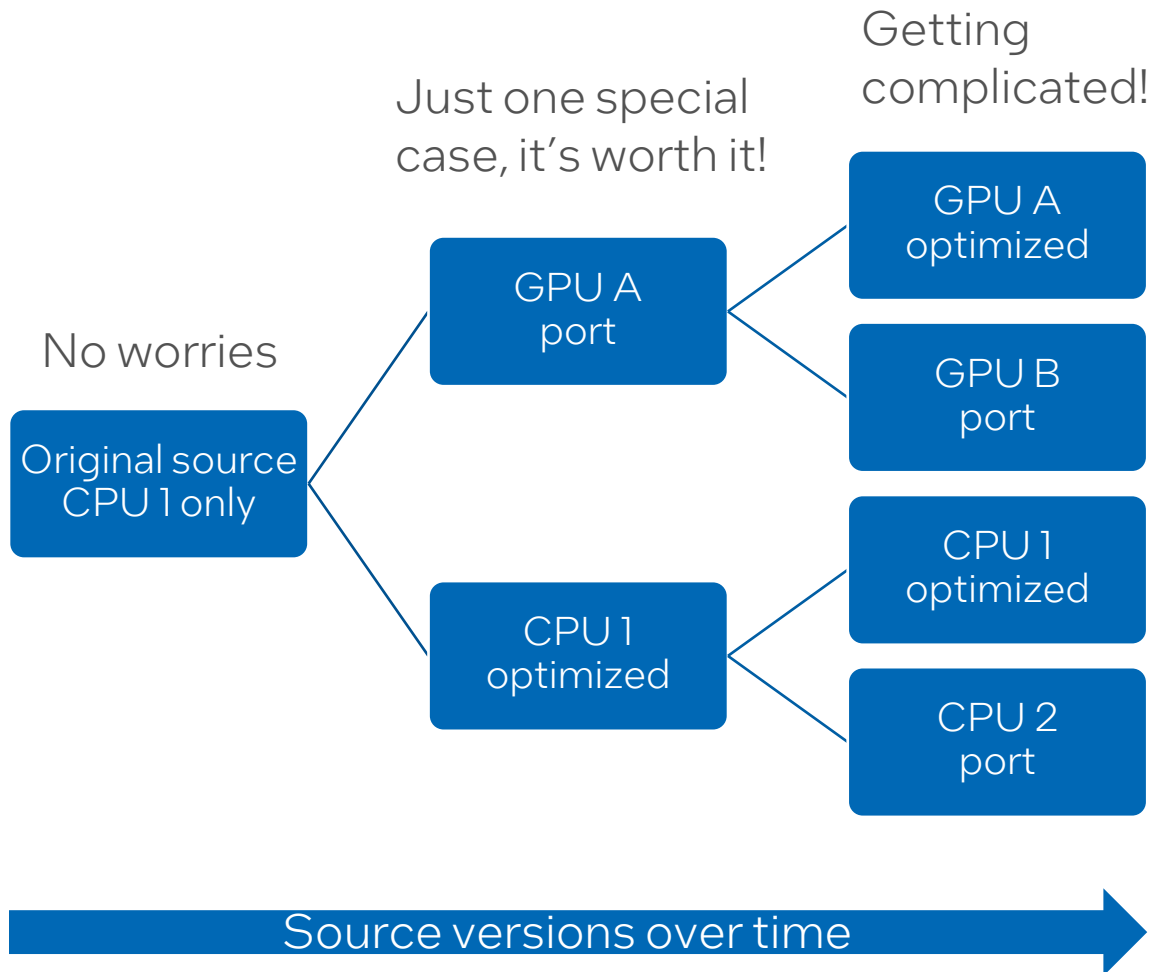 No worries
Original source
CPU 1 only
Just one special
case, it's worth it!
GPU A
port
CPU 1
optimized
Getting
complicated!
GPU A
optimized
GPU B
port
CPU 1
optimized
CPU 2
port
Source versions over time